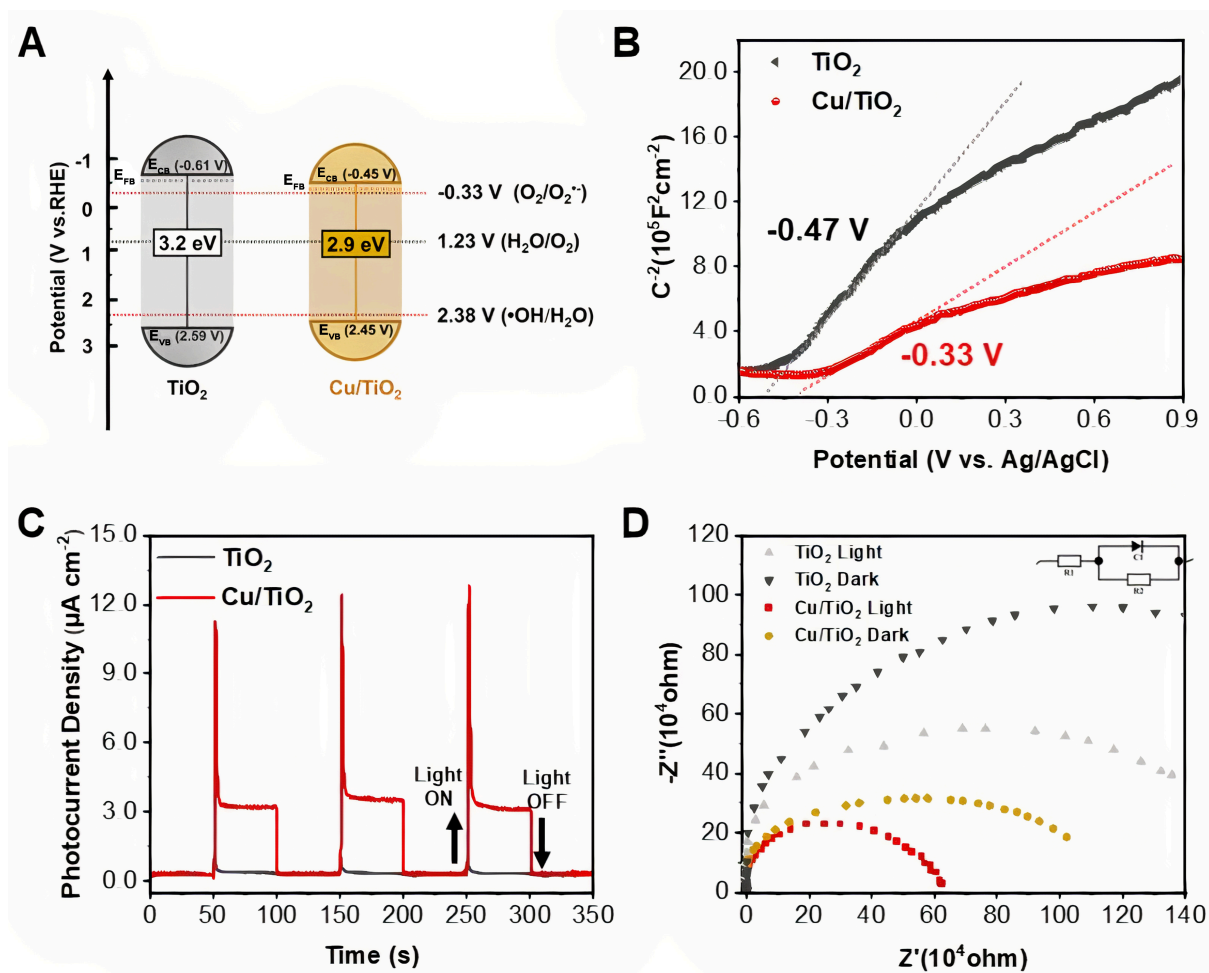 A
Potential (V vs.RHE)
-1
0
1
2
3
E_CB (-0.61 V)
E_FB
3.2 eV
E_VB (2.59 V)
TiO₂
E_CB (-0.45 V)
E_FB
2.9 eV
E_VB (2.45 V)
Cu/TiO₂
-0.33 V (O₂/O₂•⁻)
1.23 V (H₂O/O₂)
2.38 V (•OH/H₂O)
B
TiO₂
Cu/TiO₂
C⁻²(10⁵F²cm⁻²)
20.0
16.0
12.0
8.0
4.0
0.0
-0.47 V
-0.33 V
-0.6
-0.3
0.0
0.3
0.6
0.9
Potential (V vs. Ag/AgCl)
C
Photocurrent Density (µA cm⁻²)
15.0
12.0
9.0
6.0
3.0
0.0
TiO₂
Cu/TiO₂
Light
ON
Light
OFF
0
50
100
150
200
250
300
350
Time (s)
D
-Z''(10⁴ohm)
120
100
80
60
40
20
0
TiO₂ Light
TiO₂ Dark
Cu/TiO₂ Light
Cu/TiO₂ Dark
R1
C1
R2
0
20
40
60
80
100
120
140
Z'(10⁴ohm)